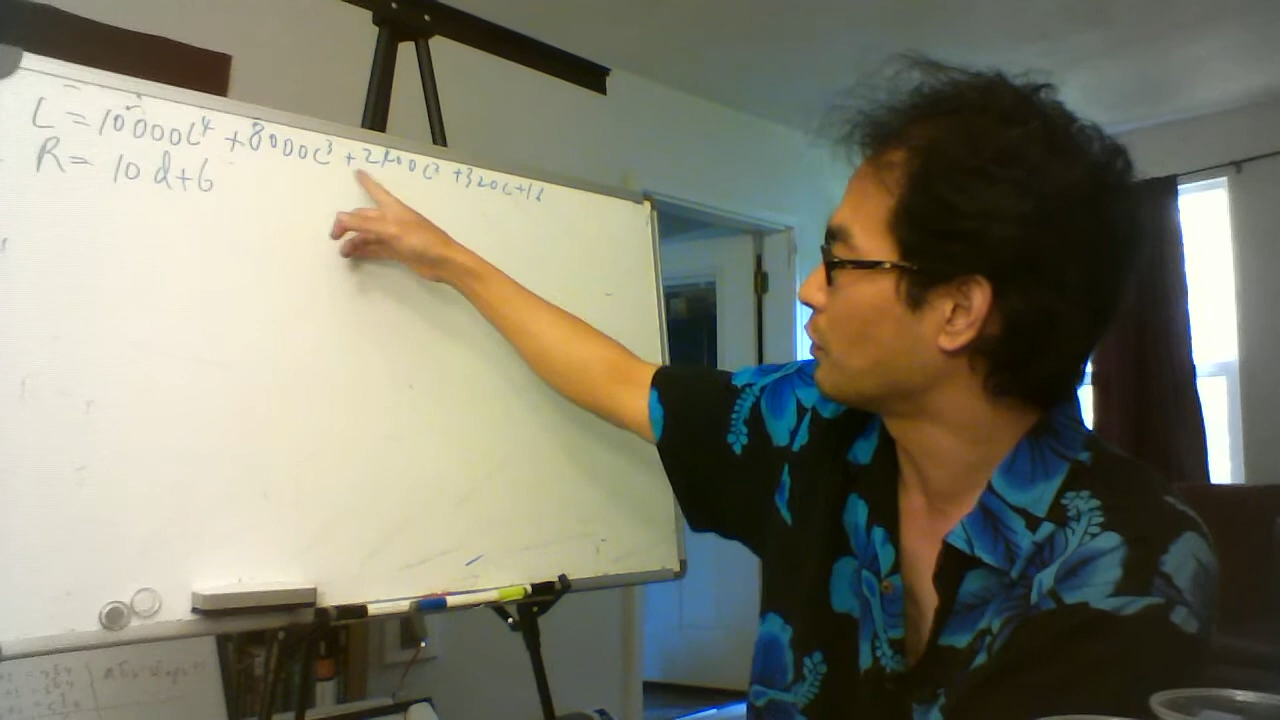 L = 10000c⁴ + 8000c³ + 2400c² + 320c + 16
R = 10d+6